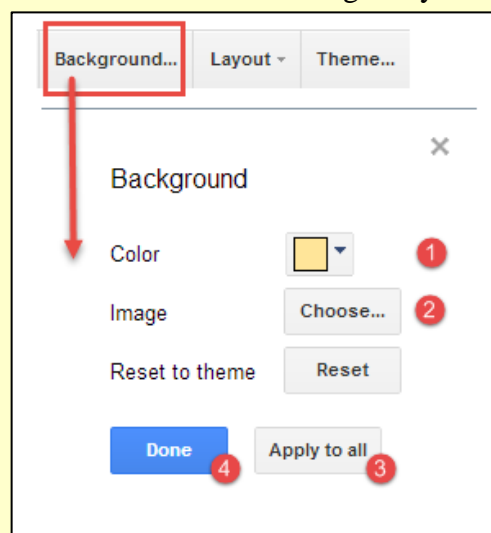 Background... Layout Theme...
Background
Color 1
Image Choose... 2
Reset to theme Reset
Done 4 Apply to all 3